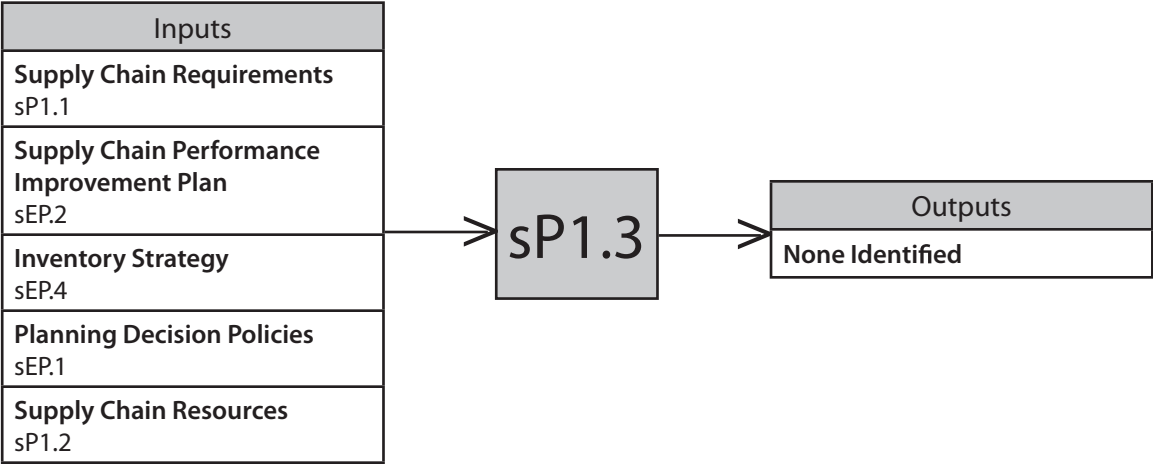 Inputs
Supply Chain Requirements
sP1.1
Supply Chain Performance
Improvement Plan
sEP.2
Inventory Strategy
sEP.4
Planning Decision Policies
sEP.1
Supply Chain Resources
sP1.2
sP1.3
Outputs
None Identified